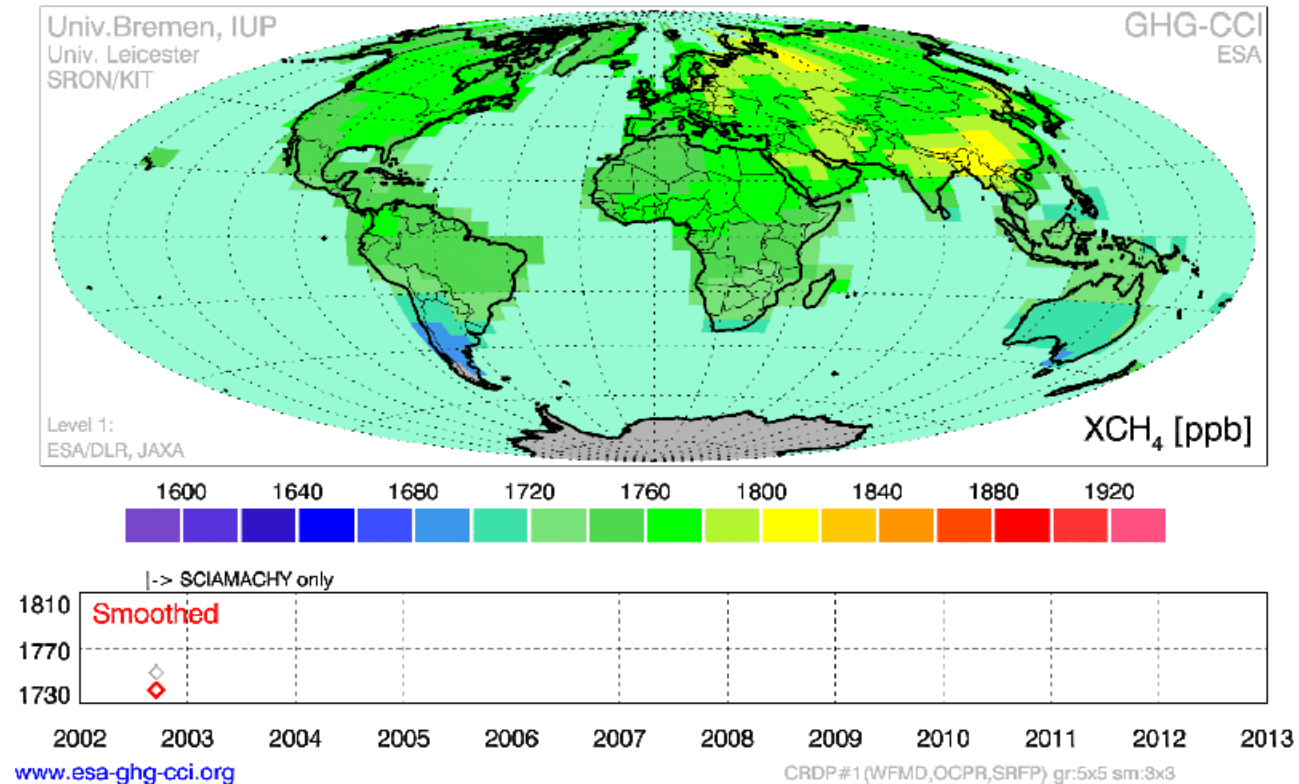 Univ.Bremen, IUP
Univ. Leicester
SRON/KIT
GHG-CCI
ESA
Level 1:
ESA/DLR, JAXA
XCH₄ [ppb]
1600 1640 1680 1720 1760 1800 1840 1880 1920
|-> SCIAMACHY only
Smoothed
1810
1770
1730
2002 2003 2004 2005 2006 2007 2008 2009 2010 2011 2012 2013
www.esa-ghg-cci.org
CRDP#1(WFMD,OCPR,SRFP) gr:5x5 sm:3x3